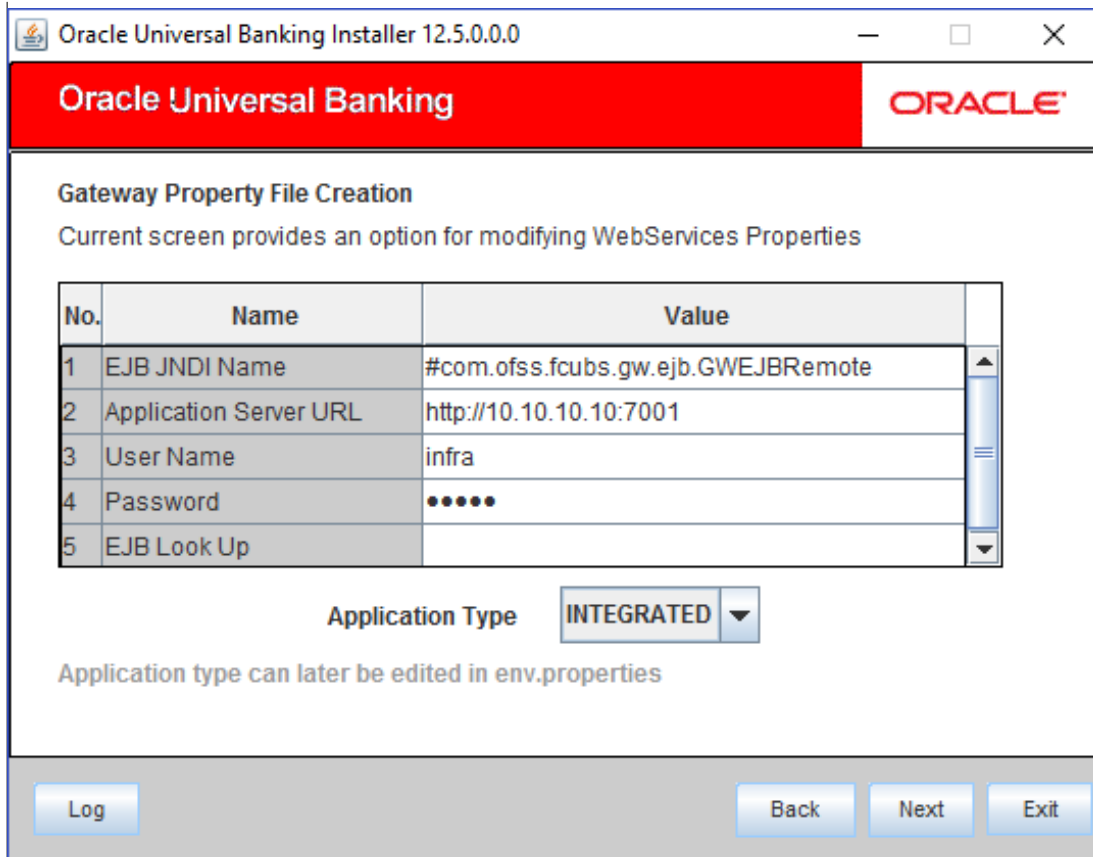 Oracle Universal Banking Installer 12.5.0.0.0
Oracle Universal Banking
ORACLE
Gateway Property File Creation
Current screen provides an option for modifying WebServices Properties
No. Name Value
1 EJB JNDI Name #com.ofss.fcubs.gw.ejb.GWEJBRemote
2 Application Server URL http://10.10.10.10:7001
3 User Name infra
4 Password •••••
5 EJB Look Up
Application Type INTEGRATED
Application type can later be edited in env.properties
Log Back Next Exit